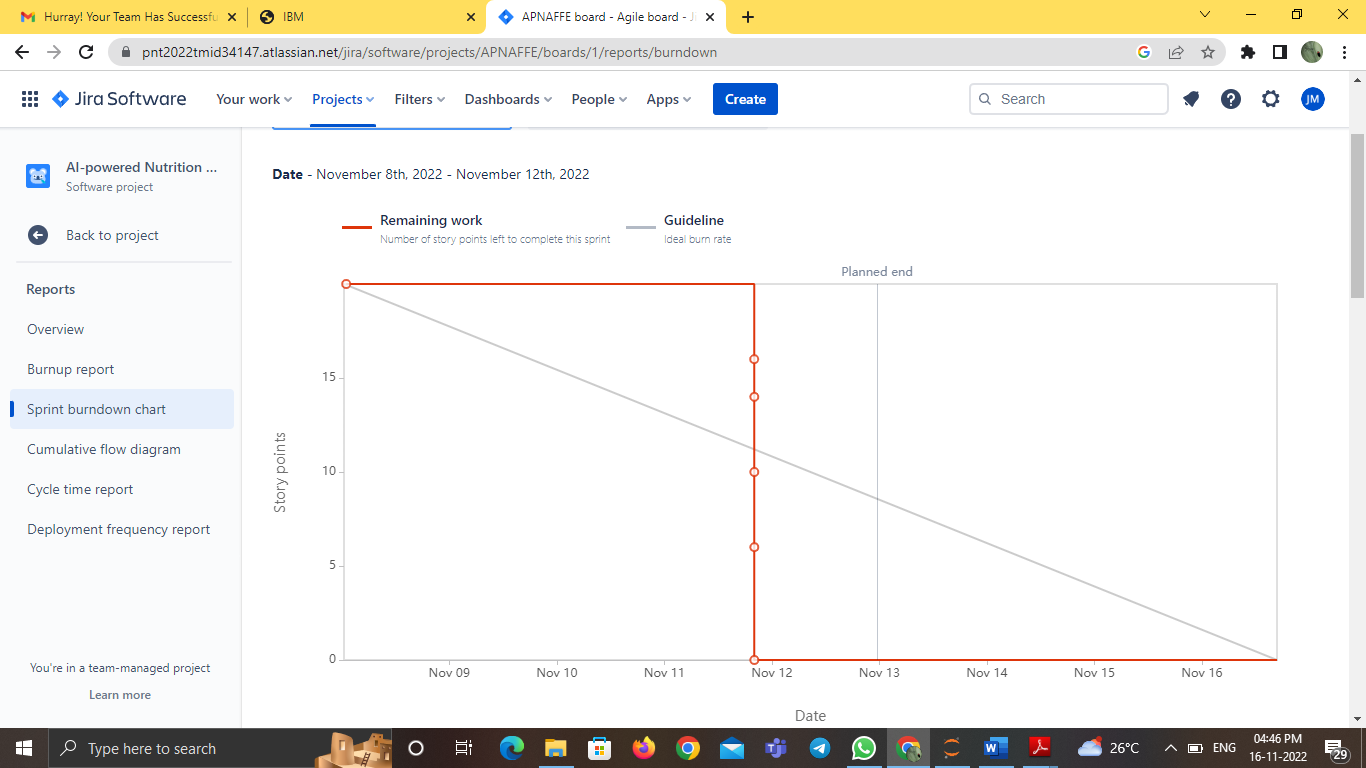 Hurray! Your Team Has Successfu
IBM
APNAFFE board - Agile board - Ji
pnt2022tmid34147.atlassian.net/jira/software/projects/APNAFFE/boards/1/reports/burndown
Jira Software
Your work
Projects
Filters
Dashboards
People
Apps
Create
Search
JM
AI-powered Nutrition ...
Software project
Back to project
Reports
Overview
Burnup report
Sprint burndown chart
Cumulative flow diagram
Cycle time report
Deployment frequency report
You're in a team-managed project
Learn more
Date - November 8th, 2022 - November 12th, 2022
Remaining work
Number of story points left to complete this sprint
Guideline
Ideal burn rate
Planned end
Story points
15
10
5
0
Nov 09
Nov 10
Nov 11
Nov 12
Nov 13
Nov 14
Nov 15
Nov 16
Date
Type here to search
26°C
ENG
04:46 PM
16-11-2022
29